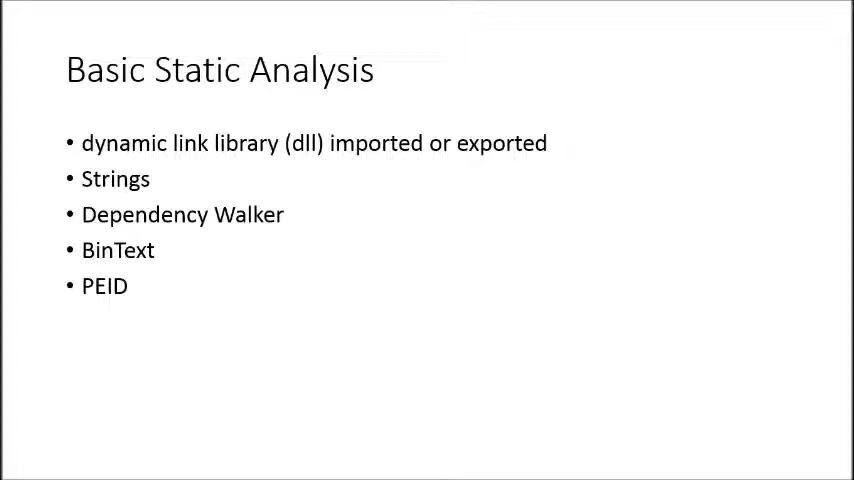 Basic Static Analysis
• dynamic link library (dll) imported or exported
• Strings
• Dependency Walker
• BinText
• PEID